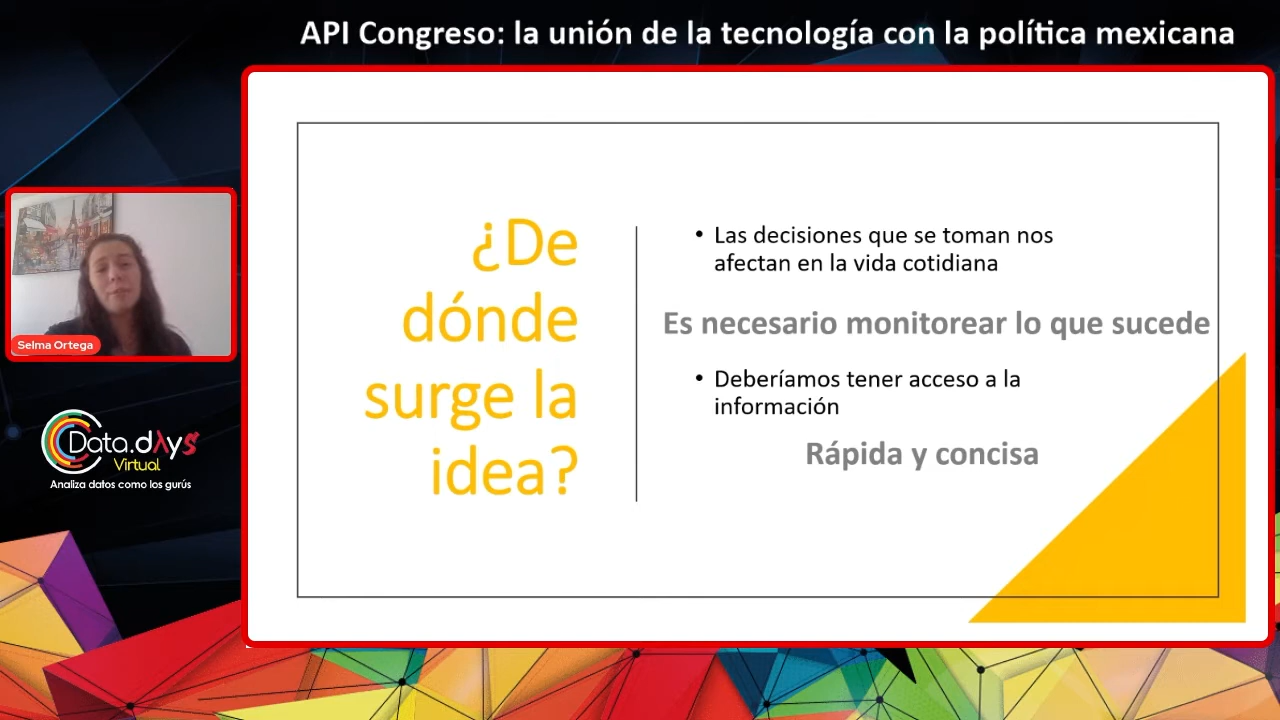 API Congreso: la unión de la tecnología con la política mexicana
¿De
dónde
surge la
idea?
• Las decisiones que se toman nos
afectan en la vida cotidiana
Es necesario monitorear lo que sucede
• Deberíamos tener acceso a la
información
Rápida y concisa
Selma Ortega
Data.dAys
Virtual
Analiza datos como los gurús